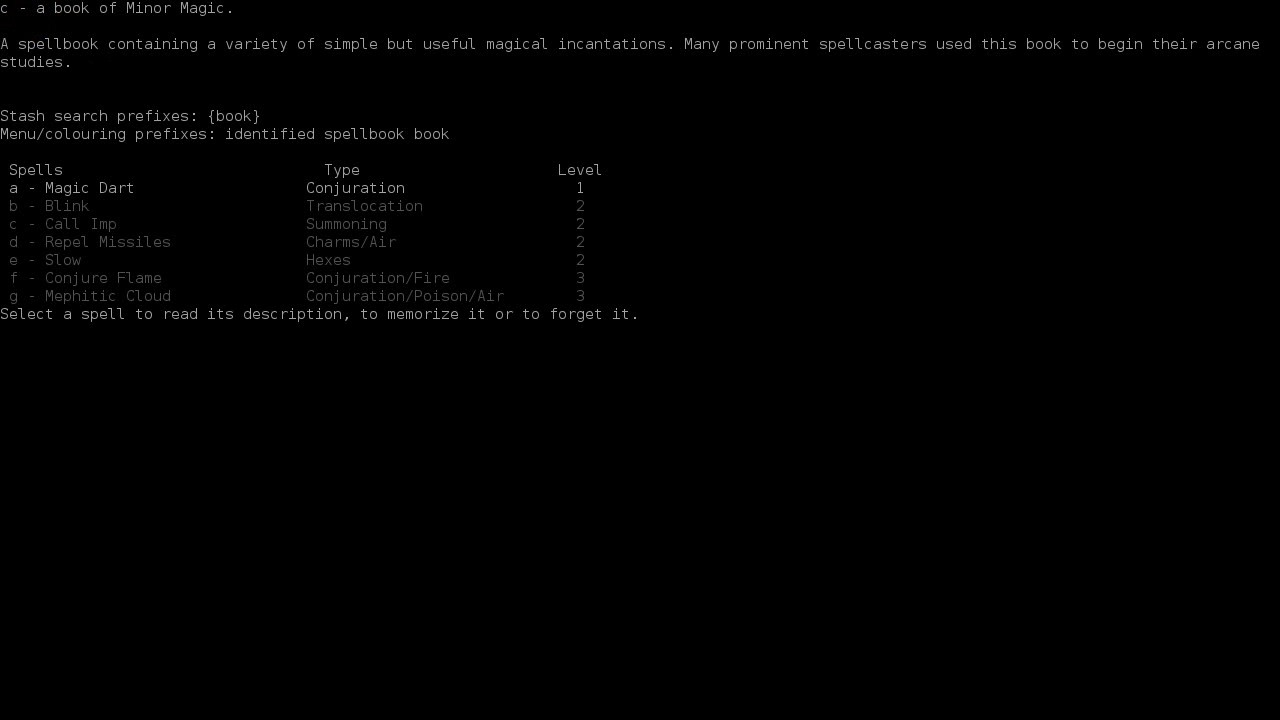 c - a book of Minor Magic.
A spellbook containing a variety of simple but useful magical incantations. Many prominent spellcasters used this book to begin their arcane
studies.
Stash search prefixes: {book}
Menu/colouring prefixes: identified spellbook book
Spells Type Level
a - Magic Dart Conjuration 1
b - Blink Translocation 2
c - Call Imp Summoning 2
d - Repel Missiles Charms/Air 2
e - Slow Hexes 2
f - Conjure Flame Conjuration/Fire 3
g - Mephitic Cloud Conjuration/Poison/Air 3
Select a spell to read its description, to memorize it or to forget it.